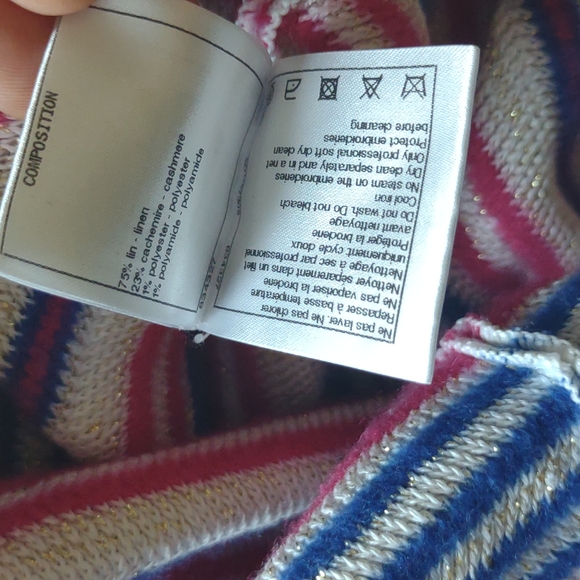 COMPOSITION
75% lin - linen
23% cachemire - cashmere
1% polyester - polyester
1% polyamide - polyamide
Ne pas laver. Ne pas chlorer
Repasser à basse température
Ne pas vaporiser la broderie
Nettoyer séparément dans un filet
Nettoyage à sec par professionnel
uniquement cycle doux
Protéger la broderie
avant nettoyage
Do not wash. Do not bleach
Cool iron
No steam on the embroideries
Dry clean separately and in a net
Only professional soft dry clean
Protect embroideries
before cleaning